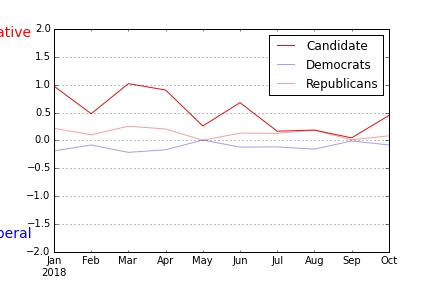 ative
2.0
1.5
1.0
0.5
0.0
−0.5
−1.0
−1.5
−2.0
beral
Candidate
Democrats
Republicans
Jan Feb Mar Apr May Jun Jul Aug Sep Oct
2018